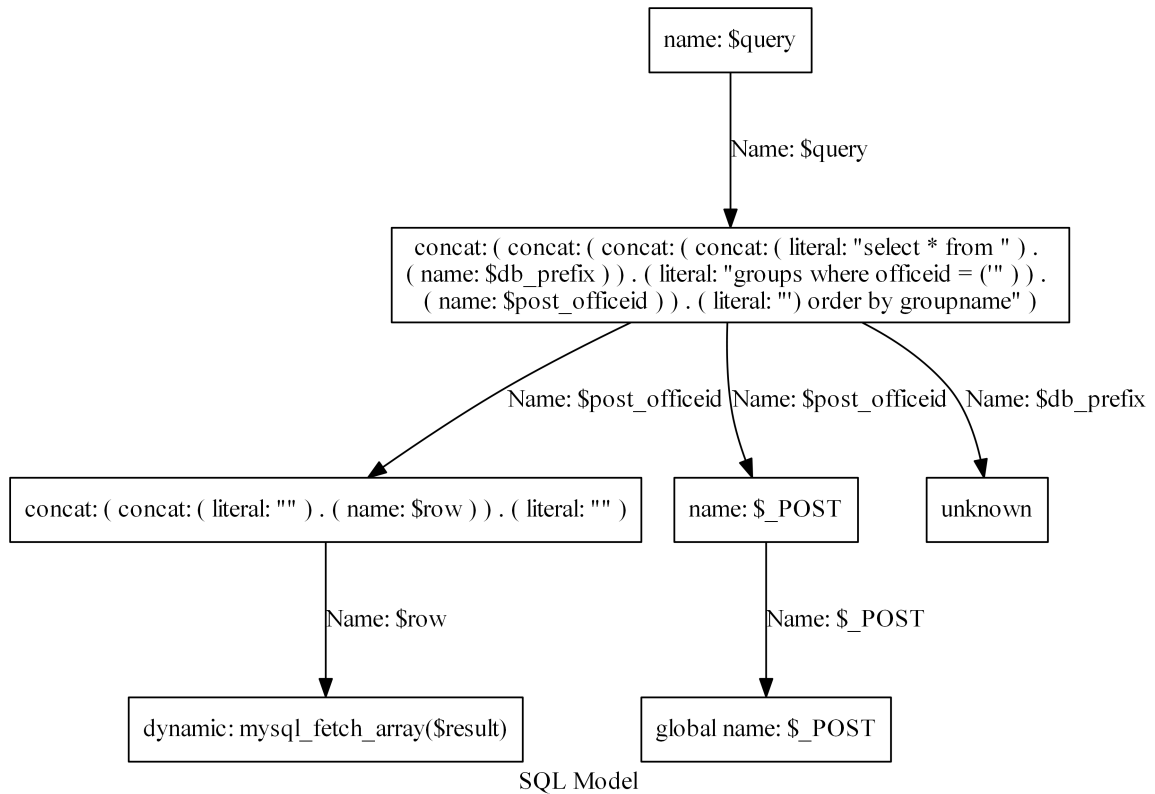 name: $query
Name: $query
concat: ( concat: ( concat: ( concat: ( literal: "select * from " ) .
( name: $db_prefix ) ) . ( literal: "groups where officeid = ('" ) ) .
( name: $post_officeid ) ) . ( literal: "') order by groupname" )
Name: $post_officeid
Name: $post_officeid
Name: $db_prefix
concat: ( concat: ( literal: "" ) . ( name: $row ) ) . ( literal: "" )
name: $_POST
unknown
Name: $row
Name: $_POST
dynamic: mysql_fetch_array($result)
global name: $_POST
SQL Model